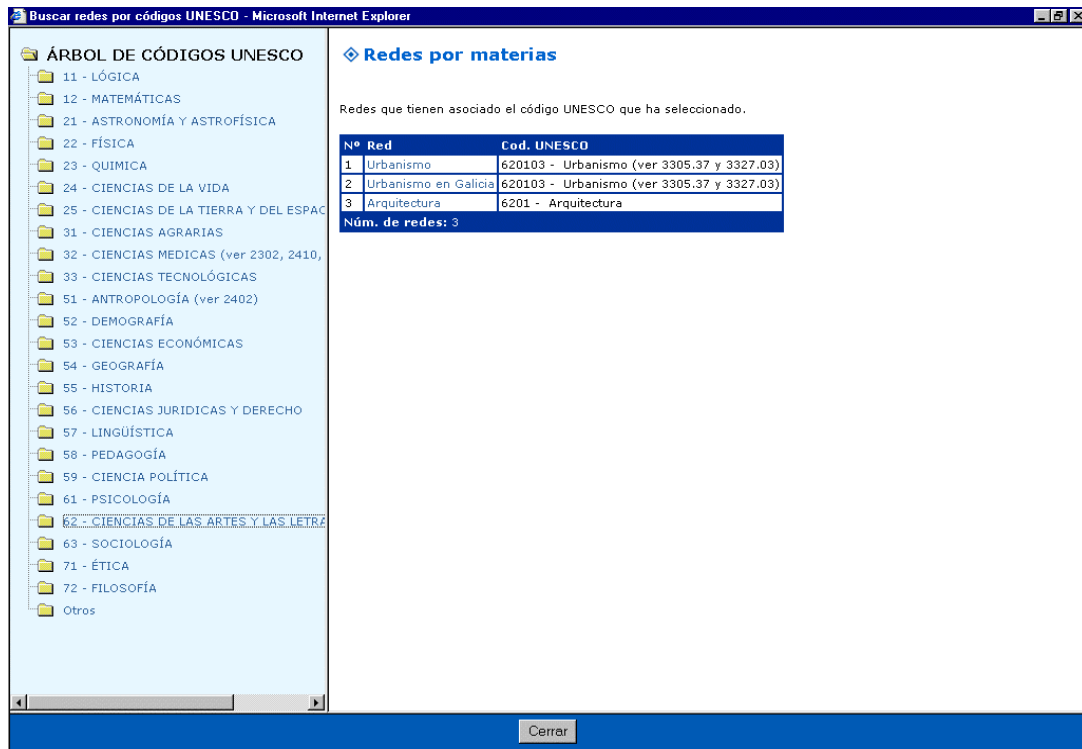 Buscar redes por códigos UNESCO - Microsoft Internet Explorer
ÁRBOL DE CÓDIGOS UNESCO
11 - LÓGICA
12 - MATEMÁTICAS
21 - ASTRONOMÍA Y ASTROFÍSICA
22 - FÍSICA
23 - QUIMICA
24 - CIENCIAS DE LA VIDA
25 - CIENCIAS DE LA TIERRA Y DEL ESPAC
31 - CIENCIAS AGRARIAS
32 - CIENCIAS MEDICAS (ver 2302, 2410,
33 - CIENCIAS TECNOLÓGICAS
51 - ANTROPOLOGÍA (ver 2402)
52 - DEMOGRAFÍA
53 - CIENCIAS ECONÓMICAS
54 - GEOGRAFÍA
55 - HISTORIA
56 - CIENCIAS JURIDICAS Y DERECHO
57 - LINGÜÍSTICA
58 - PEDAGOGÍA
59 - CIENCIA POLÍTICA
61 - PSICOLOGÍA
62 - CIENCIAS DE LAS ARTES Y LAS LETRA
63 - SOCIOLOGÍA
71 - ÉTICA
72 - FILOSOFÍA
Otros
Redes por materias
Redes que tienen asociado el código UNESCO que ha seleccionado.
Nº Red Cod. UNESCO
1 Urbanismo 620103 - Urbanismo (ver 3305.37 y 3327.03)
2 Urbanismo en Galicia 620103 - Urbanismo (ver 3305.37 y 3327.03)
3 Arquitectura 6201 - Arquitectura
Núm. de redes: 3
Cerrar